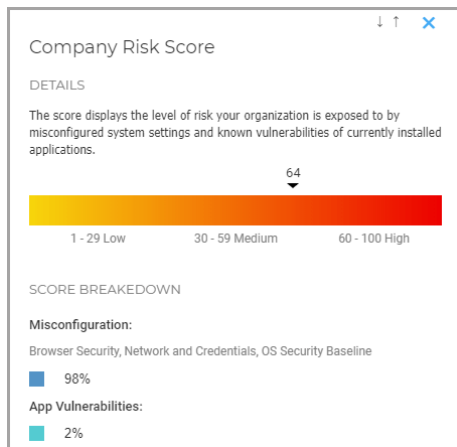 ↓ ↑ ×
Company Risk Score
DETAILS
The score displays the level of risk your organization is exposed to by
misconfigured system settings and known vulnerabilities of currently installed
applications.
64
1 - 29 Low 30 - 59 Medium 60 - 100 High
SCORE BREAKEDOWN
Misconfiguration:
Browser Security, Network and Credentials, OS Security Baseline
98%
App Vulnerabilities:
2%